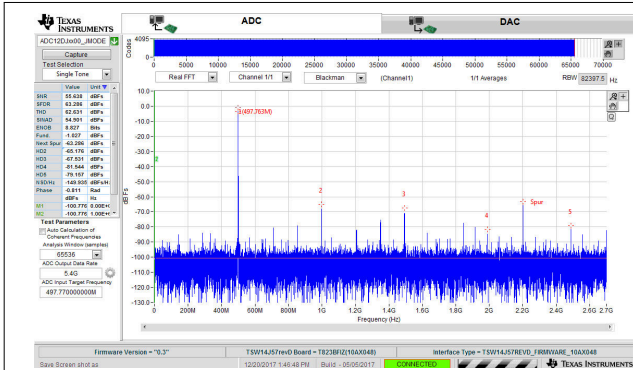 TEXAS INSTRUMENTS
ADC
DAC
ADC12DJxx00_JMODE
Capture
Test Selection
Single Tone
Codes
4095
0
0 5000 10000 15000 20000 25000 30000 35000 40000 45000 50000 55000 60000 65000 70000
Real FFT Channel 1/1 Blackman (Channel1) 1/1 Averages RBW 82397.5 Hz
Value Unit
SNR 55.628 dBFs
SFDR 63.286 dBFs
THD 62.631 dBFs
SINAD 54.901 dBFs
ENOB 8.827 Bits
Fund. -1.027 dBFs
Next Spur -63.286 dBFs
HD2 -65.176 dBFs
HD3 -67.931 dBFs
HD4 -81.544 dBFs
HD5 -79.157 dBFs
NSD/Hz -149.935 dBFs/Hz
Phase -0.811 Rad
dBFs Hz
M1 -100.776 0.00E+0
M2 -100.776 1.00E+
Test Parameters
Auto Calculation of
Coherent Frequencies
Analysis Window (samples)
65536
ADC Output Data Rate
5.4G
ADC Input Target Frequency
497.770000000M
dBFs
10.0
0.0
-10.0
-20.0
-30.0
-40.0
-50.0
-60.0
-70.0
-80.0
-90.0
-100.0
-110.0
-120.0
-130.0
(497.763M)
2
3
4
Spur
5
0 200M 400M 600M 800M 1G 1.2G 1.4G 1.6G 1.8G 2G 2.2G 2.4G 2.6G 2.7G
Frequency (Hz)
Firmware Version = "0.3" TSW14J57revD Board = T823BFIZ(10AX048) Interface Type = TSW14J57REVD_FIRMWARE_10AX048
Save Screen shot as 12/20/2017 1:46:48 PM Build - 05/05/2017 CONNECTED TEXAS INSTRUMENTS